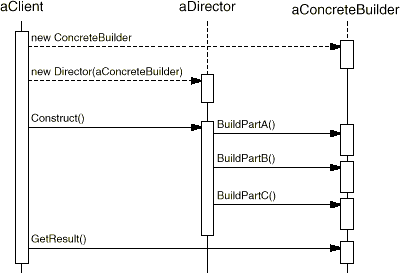 aClient
aDirector
aConcreteBuilder
new ConcreteBuilder
new Director(aConcreteBuilder)
Construct()
BuildPartA()
BuildPartB()
BuildPartC()
GetResult()